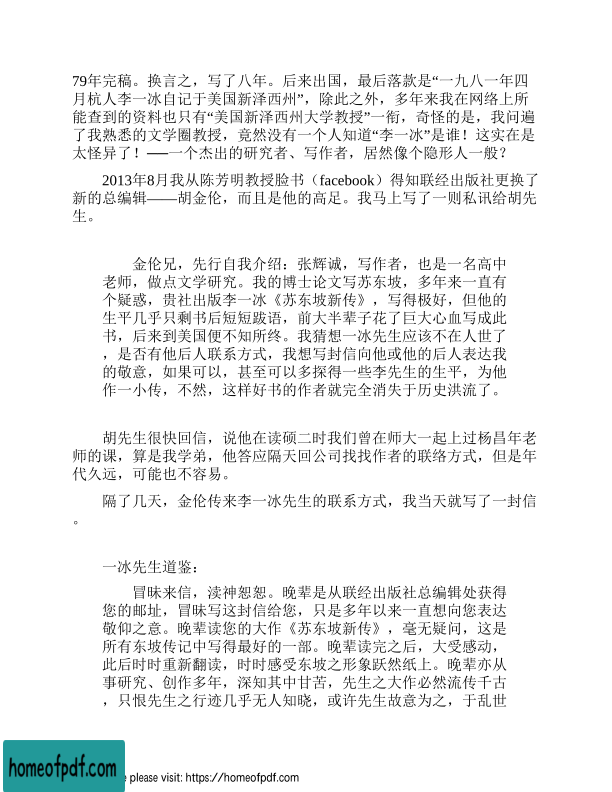 79年完稿。换言之，写了八年。后来出国，最后落款是“一九八一年四
月杭人李一冰自记于美国新泽西州”，除此之外，多年来我在网络上所
能查到的资料也只有“美国新泽西州大学教授”一衔，奇怪的是，我问遍
了我熟悉的文学圈教授，竟然没有一个人知道“李一冰”是谁！这实在是
太怪异了！──一个杰出的研究者、写作者，居然像个隐形人一般？
2013年8月我从陈芳明教授脸书（facebook）得知联经出版社更换了
新的总编辑——胡金伦，而且是他的高足。我马上写了一则私讯给胡先
生。
金伦兄，先行自我介绍：张辉诚，写作者，也是一名高中
老师，做点文学研究。我的博士论文写苏东坡，多年来一直有
个疑惑，贵社出版李一冰《苏东坡新传》，写得极好，但他的
生平几乎只剩书后短短跋语，前大半辈子花了巨大心血写成此
书，后来到美国便不知所终。我猜想一冰先生应该不在人世了
，是否有他后人联系方式，我想写封信向他或他的后人表达我
的敬意，如果可以，甚至可以多探得一些李先生的生平，为他
作一小传，不然，这样好书的作者就完全消失于历史洪流了。
胡先生很快回信，说他在读硕二时我们曾在师大一起上过杨昌年老
师的课，算是我学弟，他答应隔天回公司找找作者的联络方式，但是年
代久远，可能也不容易。
隔了几天，金伦传来李一冰先生的联系方式，我当天就写了一封信
。
一冰先生道鉴：
冒昧来信，渎神恕恕。晚辈是从联经出版社总编辑处获得
您的邮址，冒昧写这封信给您，只是多年以来一直想向您表达
敬仰之意。晚辈读您的大作《苏东坡新传》，毫无疑问，这是
所有东坡传记中写得最好的一部。晚辈读完之后，大受感动，
此后时时重新翻读，时时感受东坡之形象跃然纸上。晚辈亦从
事研究、创作多年，深知其中甘苦，先生之大作必然流传千古
，只恨先生之行迹几乎无人知晓，或许先生故意为之，于乱世
homeofpdf.com
e please visit: https://homeofpdf.com